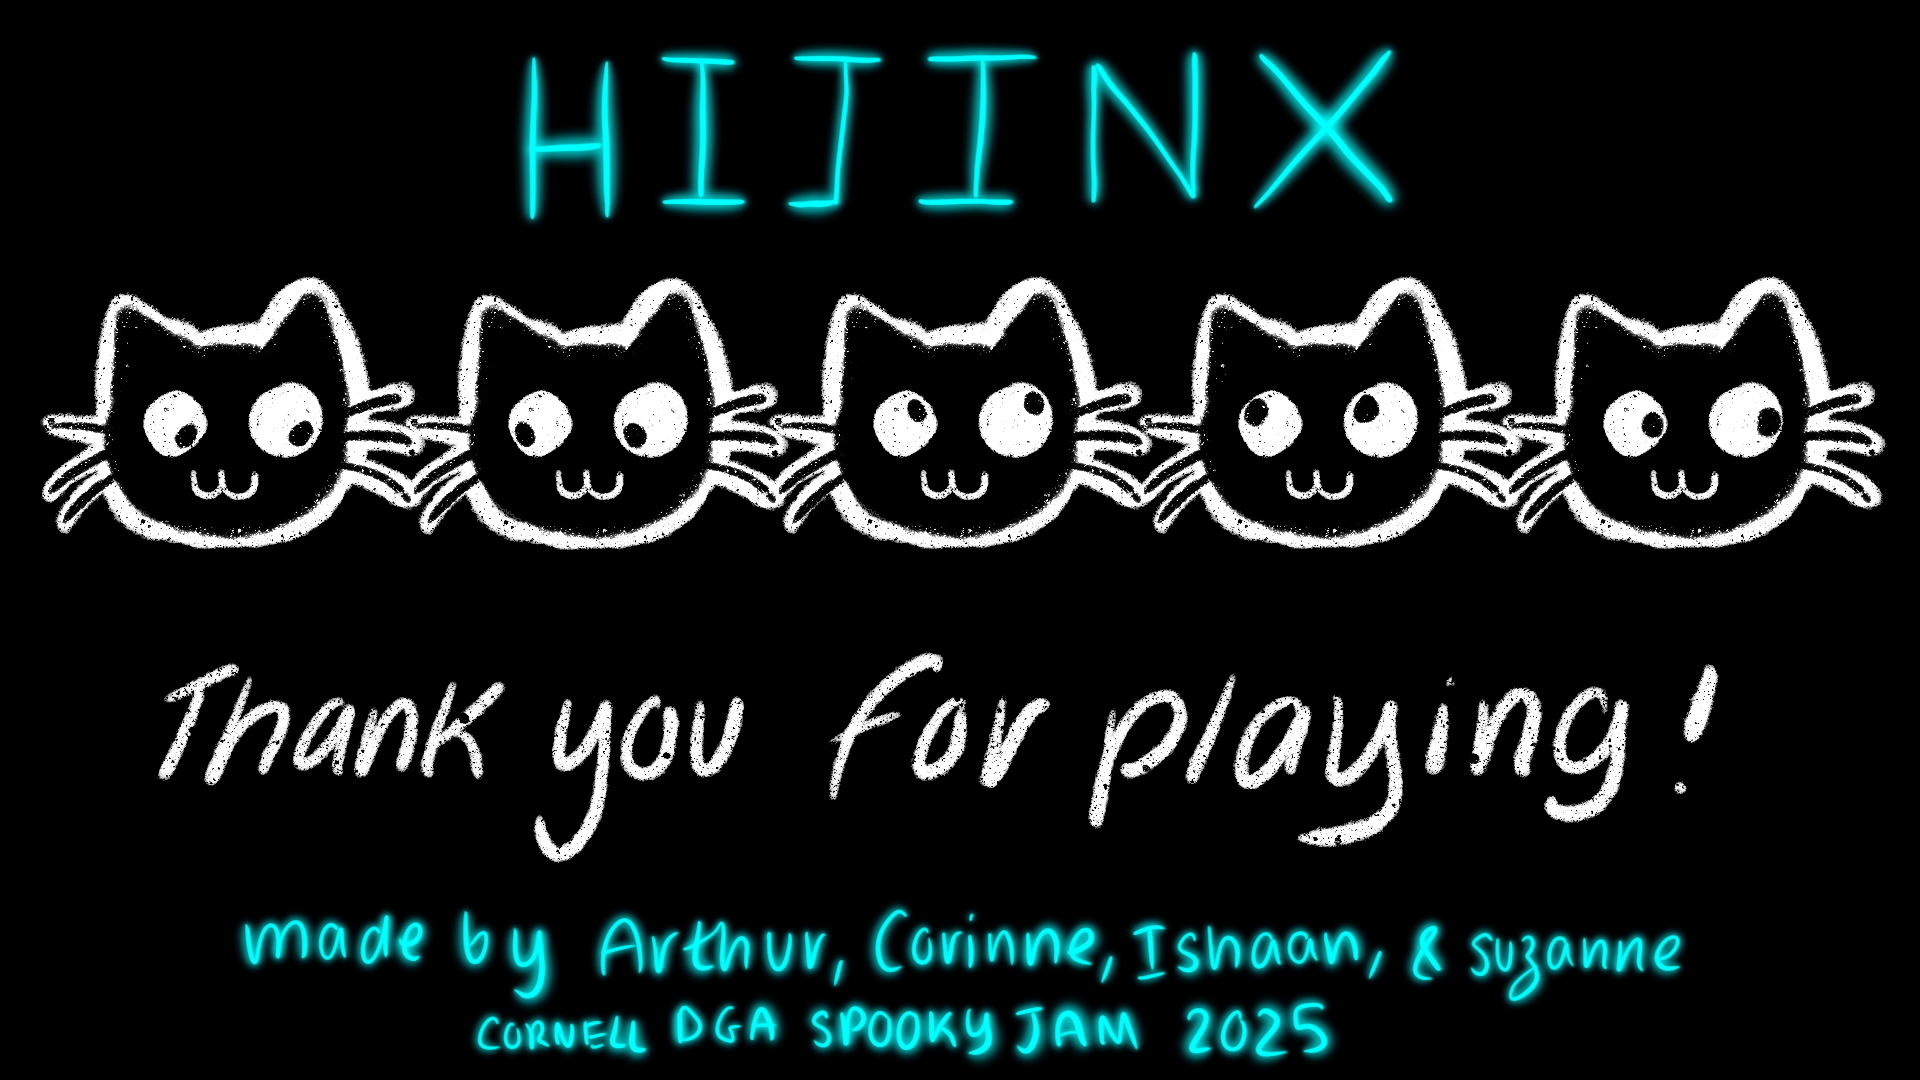 HIJINX
Thank you for playing!
made by Arthur, Corinne, Ishaan, & suzanne
CORNELL DGA SPOOKY JAM 2025